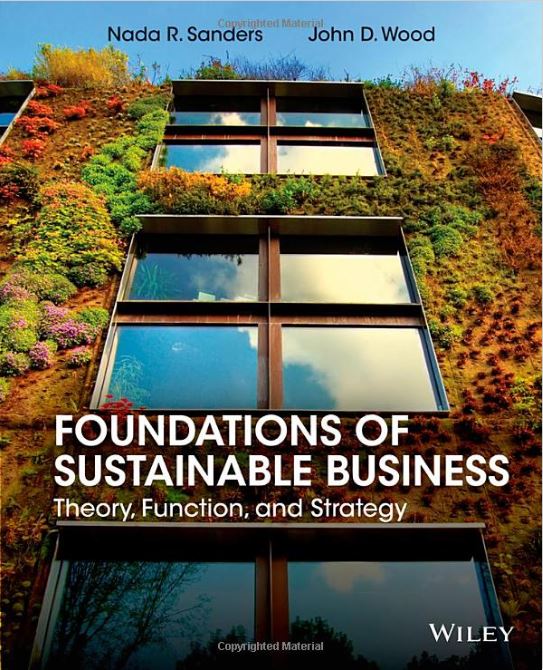 Copyrighted Material
Nada R. Sanders John D. Wood
FOUNDATIONS OF
SUSTAINABLE BUSINESS
Theory, Function, and Strategy
WILEY
Copyrighted Material